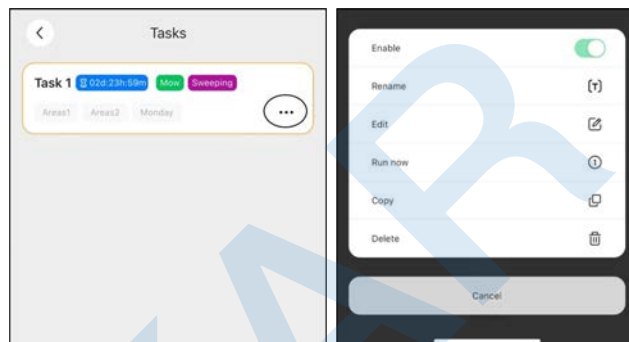 Tasks
Task 1 02d:23h:59m Mow Sweeping
Areas1 Areas2 Monday
...
Enable
Rename
[T]
Edit
Run now
1
Copy
Delete
Cancel